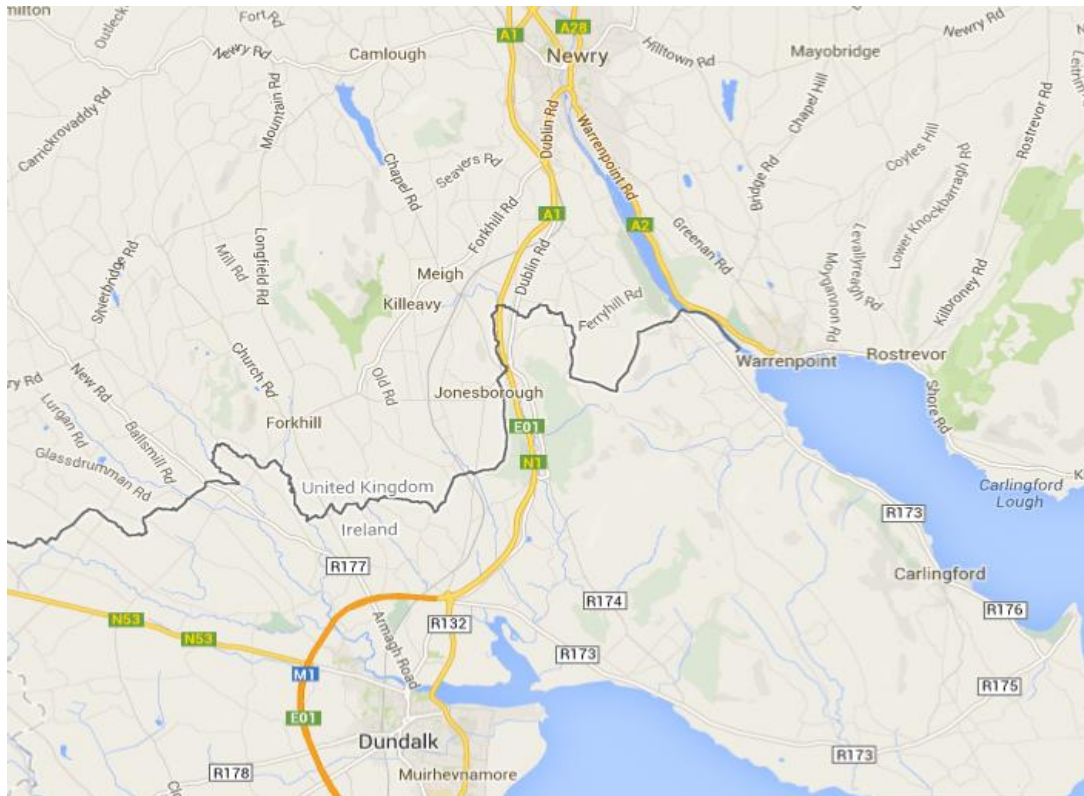 milton
Fort Rd
Outleck
Newry Rd
Camlough
A1
A28
Newry
Hilltown Rd
Mayobridge
Newry Rd
Carrickrovaddy Rd
Mountain Rd
Chapel Rd
Seavers Rd
Dublin Rd
Warrenpoint Rd
Bridge Rd
Chapel Hill
Coyles Hill
Rostrevor Rd
Lower Knockbarragh Rd
Levallyreagh Rd
Moygannon Rd
Kilbroney Rd
A1
A2
Greenan Rd
Forkhill Rd
Longfield Rd
Mill Rd
Meigh
Dublin Rd
Killeavy
Ferryhill Rd
Warrenpoint
Rostrevor
Shore Rd
ry Rd
New Rd
Church Rd
Old Rd
Jonesborough
Lurgan Rd
Ballsmill Rd
Forkhill
E01
N1
Glassdrumman Rd
United Kingdom
Ireland
Carlingford
Lough
K
R173
R177
Carlingford
R174
R176
R132
N53
N53
Armagh Road
R173
M1
R175
E01
Dundalk
R173
R178
Muirhevnamore